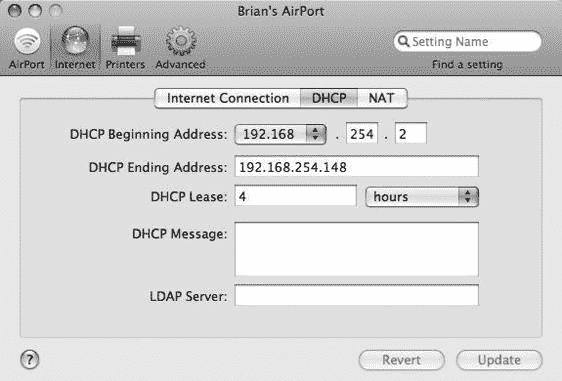 Brian's AirPort
AirPort Internet Printers Advanced
Setting Name
Find a setting
Internet Connection DHCP NAT
DHCP Beginning Address: 192.168 . 254 . 2
DHCP Ending Address: 192.168.254.148
DHCP Lease: 4 hours
DHCP Message:
LDAP Server:
? Revert Update